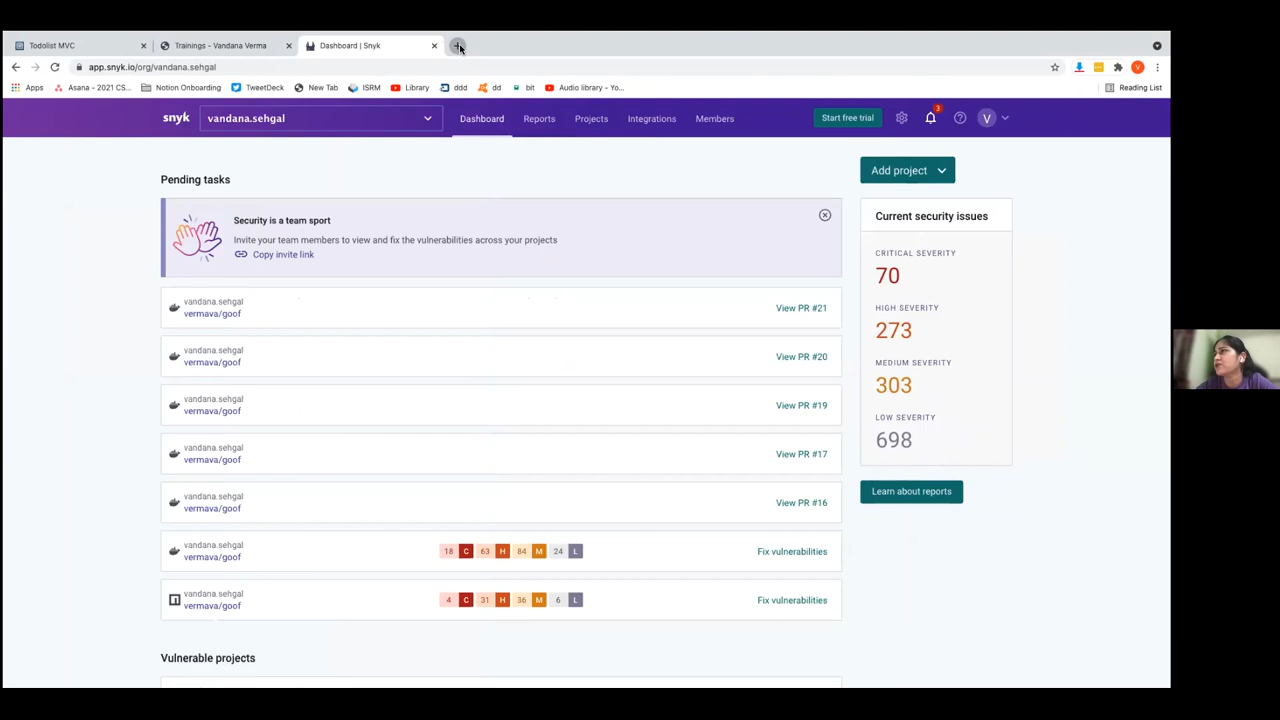 Todolist MVC
Trainings - Vandana Verma
Dashboard | Snyk
app.snyk.io/org/vandana.sehgal
Apps
Asana - 2021 CS...
Notion Onboarding
TweetDeck
New Tab
ISRM
Library
ddd
dd
bit
Audio library - Yo...
Reading List
snyk
vandana.sehgal
Dashboard
Reports
Projects
Integrations
Members
Start free trial
3
V
Pending tasks
Add project
Security is a team sport
Invite your team members to view and fix the vulnerabilities across your projects
Copy invite link
Current security issues
CRITICAL SEVERITY
70
HIGH SEVERITY
273
MEDIUM SEVERITY
303
LOW SEVERITY
698
Learn about reports
vandana.sehgal
vermava/goof
View PR #21
vandana.sehgal
vermava/goof
View PR #20
vandana.sehgal
vermava/goof
View PR #19
vandana.sehgal
vermava/goof
View PR #17
vandana.sehgal
vermava/goof
View PR #16
vandana.sehgal
vermava/goof
18 C 63 H 84 M 24 L
Fix vulnerabilities
vandana.sehgal
vermava/goof
4 C 31 H 36 M 6 L
Fix vulnerabilities
Vulnerable projects